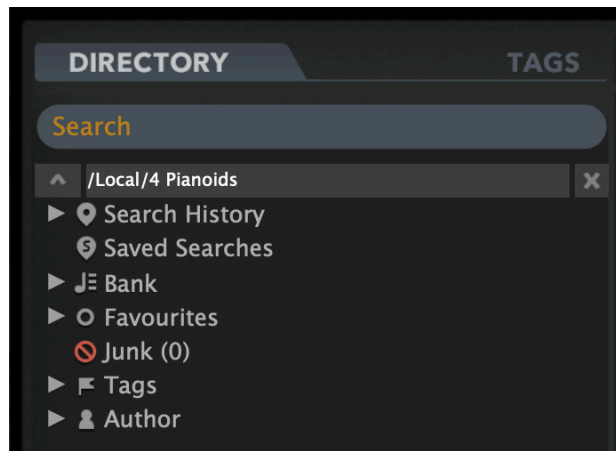 DIRECTORY TAGS
Search
/Local/4 Pianoids
Search History
Saved Searches
Bank
Favourites
Junk (0)
Tags
Author